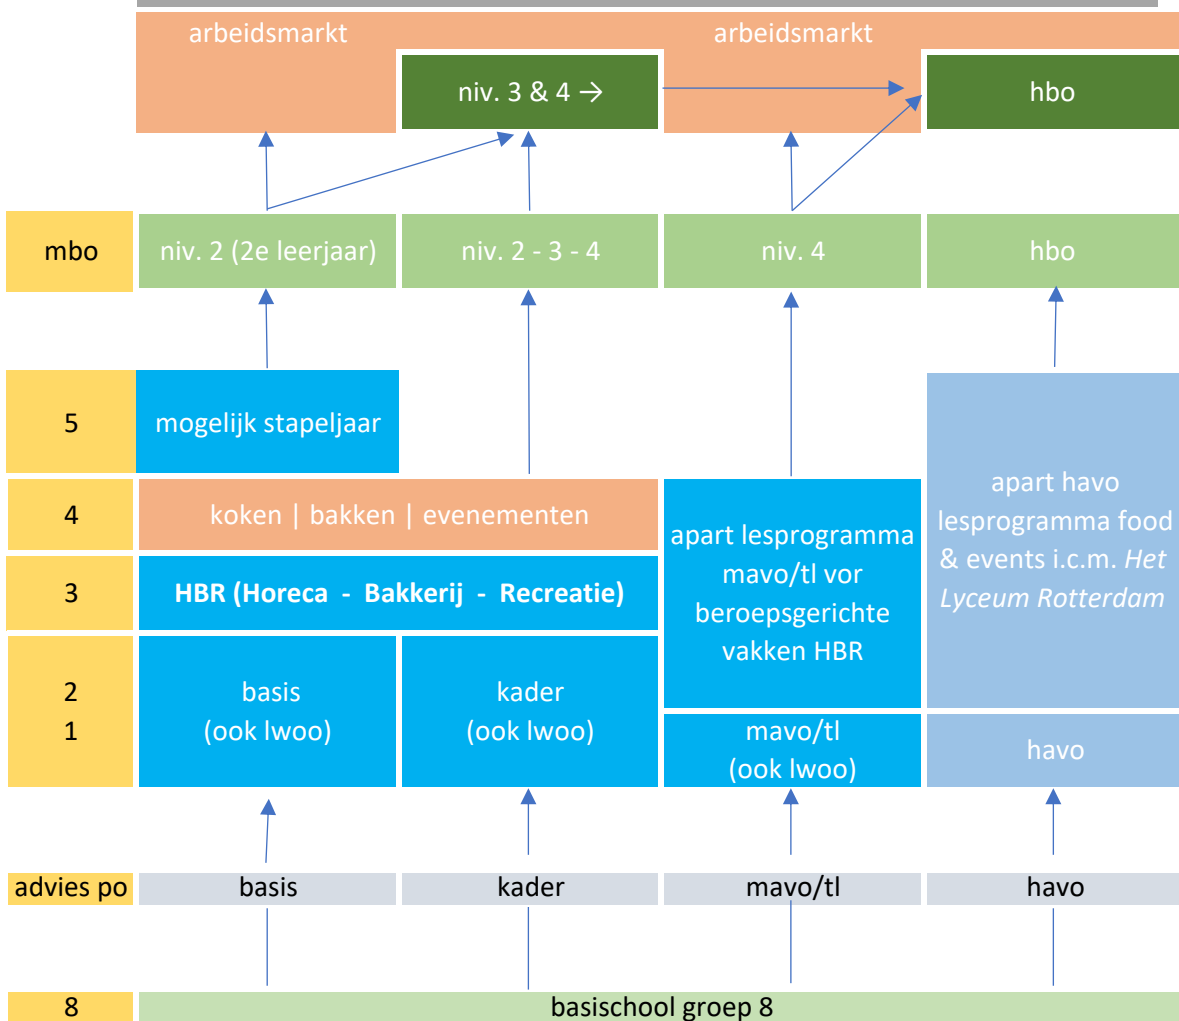 arbeidsmarkt
arbeidsmarkt
niv. 3 & 4 →
hbo
mbo
niv. 2 (2e leerjaar)
niv. 2 - 3 - 4
niv. 4
hbo
5
mogelijk stapeljaar
4
koken | bakken | evenementen
3
HBR (Horeca - Bakkerij - Recreatie)
apart lesprogramma
mavo/tl vor
beroepsgerichte
vakken HBR
apart havo
lesprogramma food
& events i.c.m. Het
Lyceum Rotterdam
2
1
basis
(ook lwoo)
kader
(ook lwoo)
mavo/tl
(ook lwoo)
havo
advies po
basis
kader
mavo/tl
havo
8
basischool groep 8